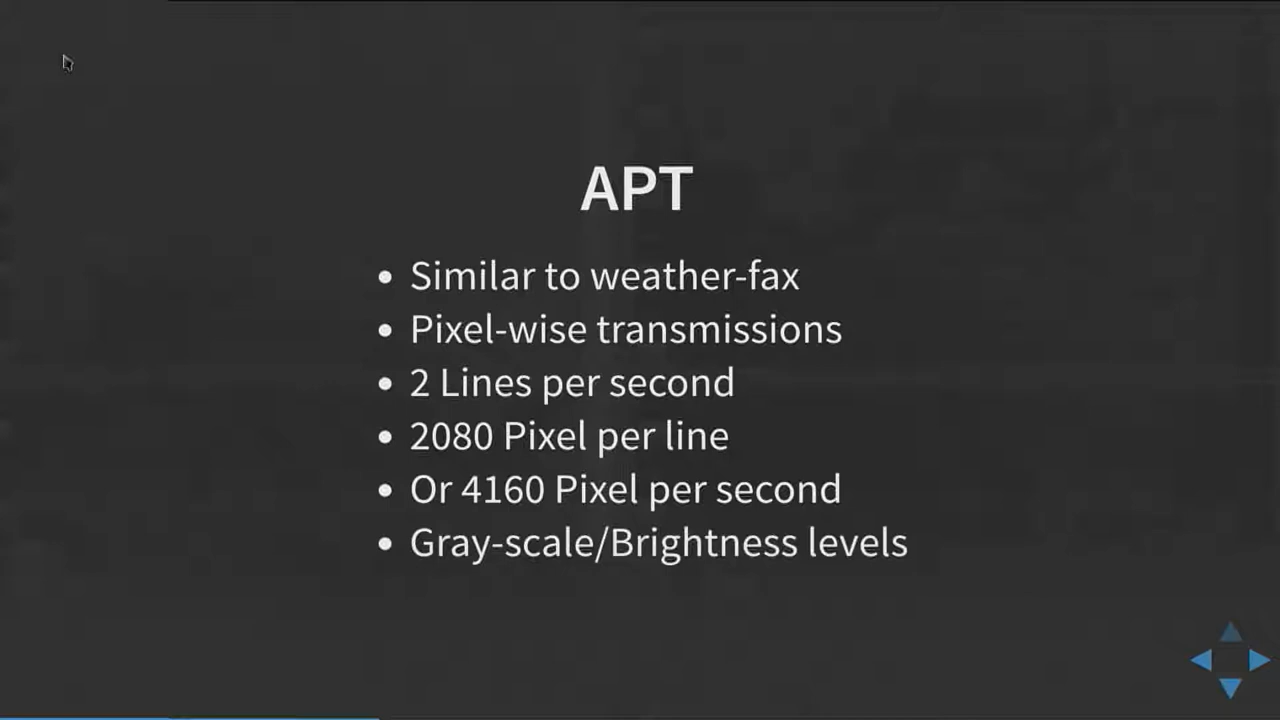 APT
• Similar to weather-fax
• Pixel-wise transmissions
• 2 Lines per second
• 2080 Pixel per line
• Or 4160 Pixel per second
• Gray-scale/Brightness levels